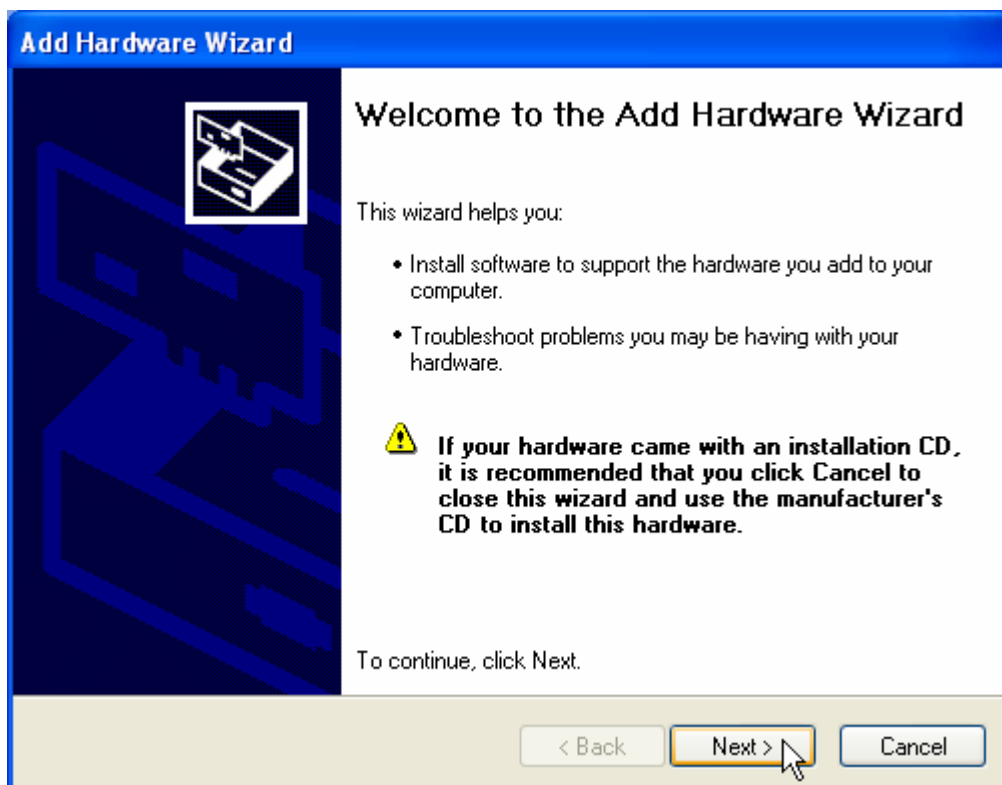 Add Hardware Wizard
Welcome to the Add Hardware Wizard
This wizard helps you:
• Install software to support the hardware you add to your
computer.
• Troubleshoot problems you may be having with your
hardware.
If your hardware came with an installation CD,
it is recommended that you click Cancel to
close this wizard and use the manufacturer's
CD to install this hardware.
To continue, click Next.
< Back
Next >
Cancel